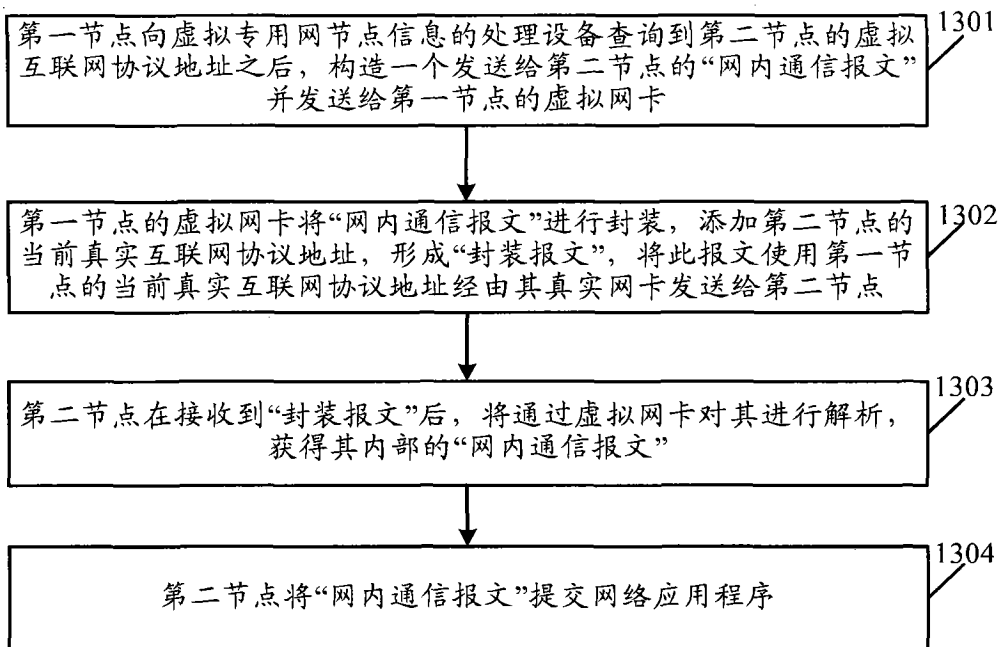 1301
第一节点向虚拟专用网节点信息的处理设备查询到第二节点的虚拟
互联网协议地址之后，构造一个发送给第二节点的“网内通信报文”
并发送给第一节点的虚拟网卡
1302
第一节点的虚拟网卡将“网内通信报文”进行封装，添加第二节点的
当前真实互联网协议地址，形成“封装报文”，将此报文使用第一节
点的当前真实互联网协议地址经由其真实网卡发送给第二节点
1303
第二节点在接收到“封装报文”后，将通过虚拟网卡对其进行解析，
获得其内部的“网内通信报文”
1304
第二节点将“网内通信报文”提交网络应用程序